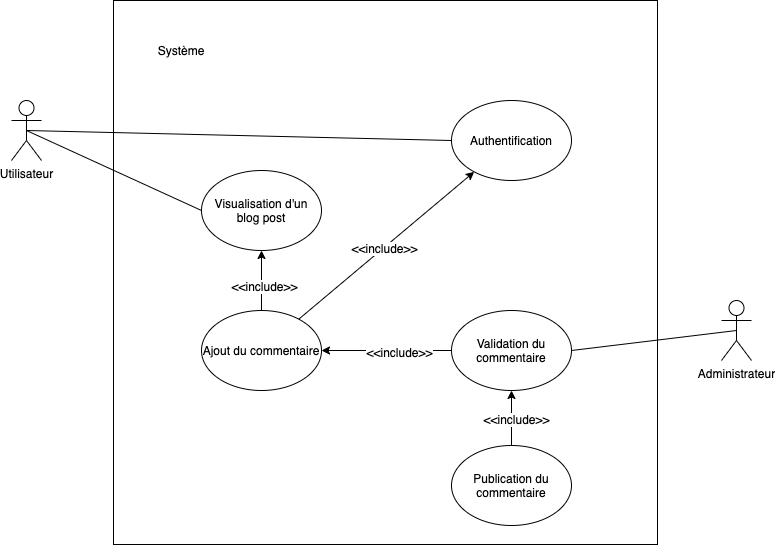 Système
Authentification
Utilisateur
Visualisation d'un
blog post
<<include>>
<<include>>
Ajout du commentaire
<<include>>
Validation du
commentaire
Administrateur
<<include>>
Publication du
commentaire